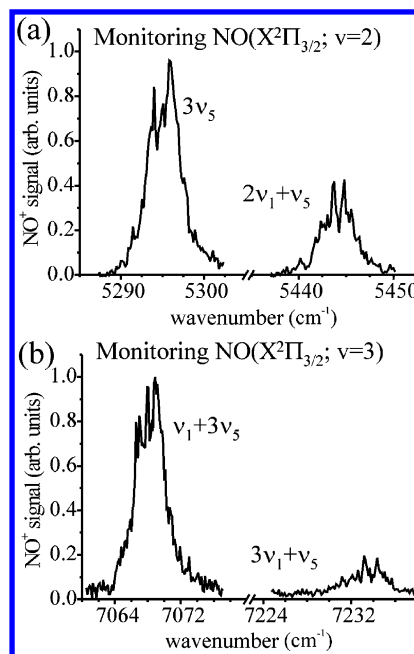 (a) Monitoring NO(X²Π₃/₂; v=2)
NO⁺ signal (arb. units)
1.0
0.8
0.6
0.4
0.2
0.0
3ν₅
2ν₁+ν₅
5290 5300 5440 5450
wavenumber (cm⁻¹)
(b) Monitoring NO(X²Π₃/₂; v=3)
NO⁺ signal (arb. units)
1.0
0.8
0.6
0.4
0.2
0.0
ν₁+3ν₅
3ν₁+ν₅
7064 7072 7224 7232
wavenumber (cm⁻¹)